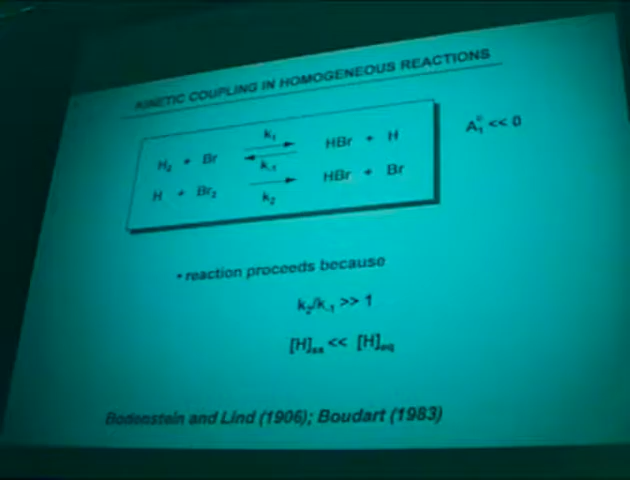 KINETIC COUPLING IN HOMOGENEOUS REACTIONS
k₁
H₂ + Br HBr + H
k₋₁
A₁° << 0
H + Br₂ HBr + Br
k₂
• reaction proceeds because
k₂/k₋₁ >> 1
[H]ss << [H]eq
Bodenstein and Lind (1906); Boudart (1983)